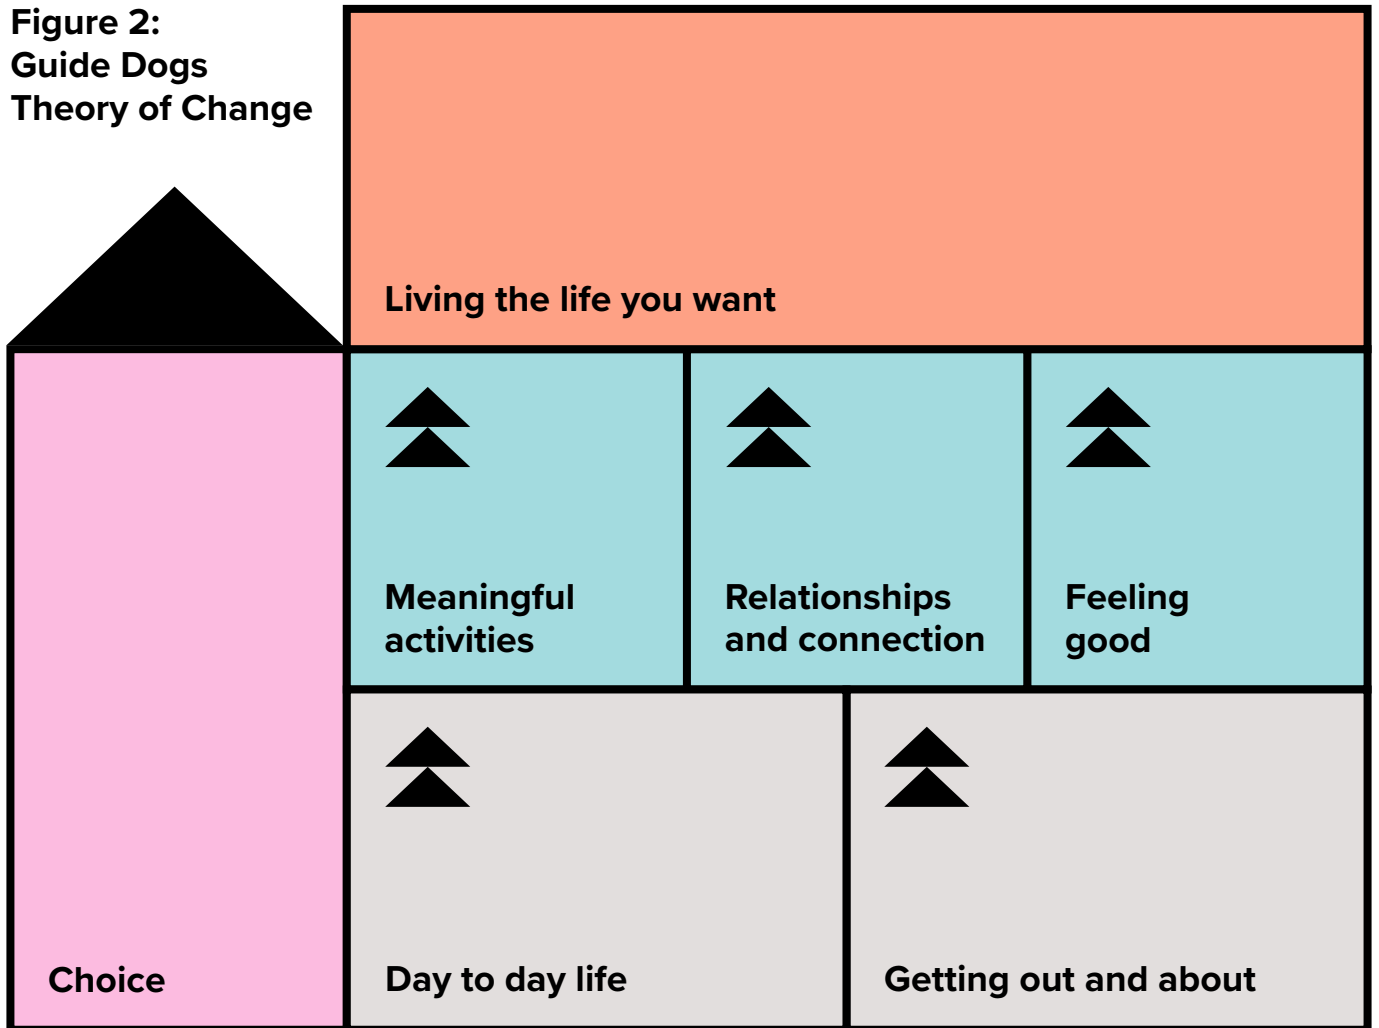 Figure 2:
Guide Dogs
Theory of Change
Living the life you want
Meaningful
activities
Relationships
and connection
Feeling
good
Choice
Day to day life
Getting out and about